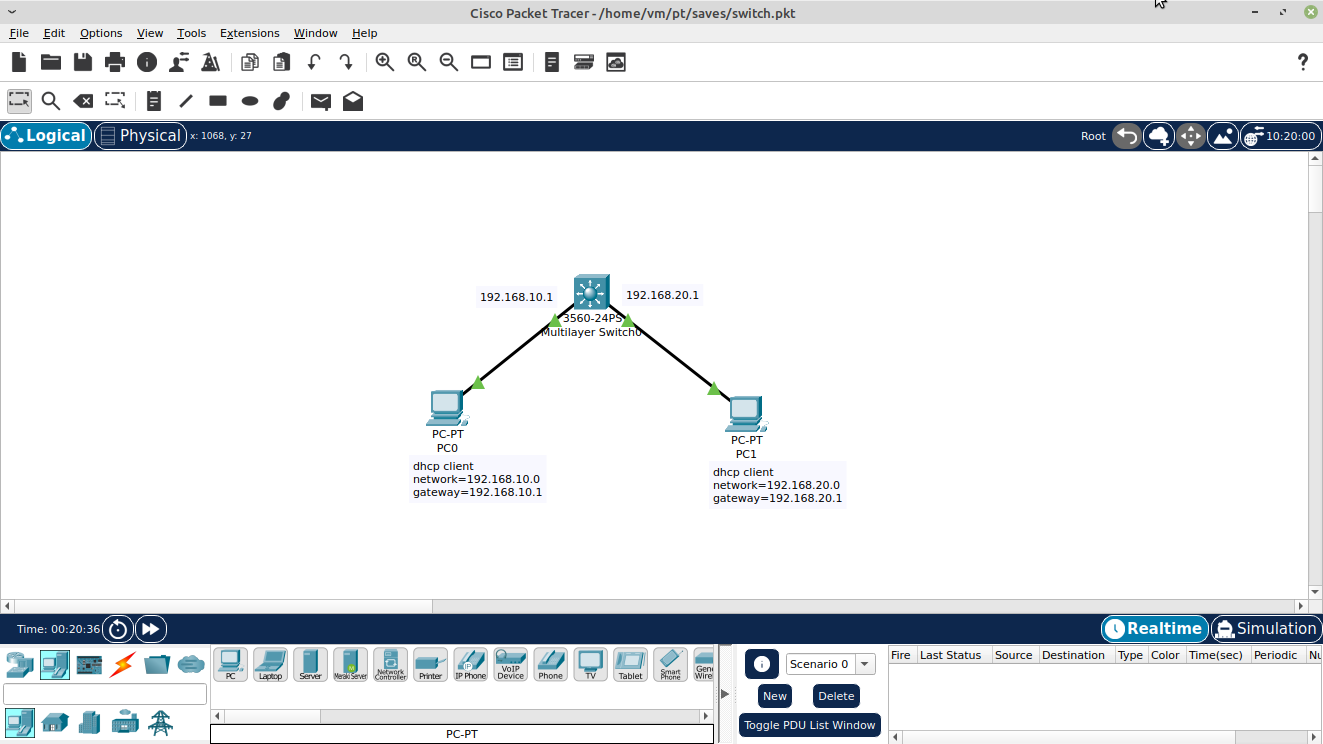 Cisco Packet Tracer - /home/vm/pt/saves/switch.pkt
File Edit Options View Tools Extensions Window Help
Logical Physical x: 1068, y: 27 Root 10:20:00
192.168.10.1 192.168.20.1
3560-24PS
Multilayer Switch0
PC-PT
PC0
dhcp client
network=192.168.10.0
gateway=192.168.10.1
PC-PT
PC1
dhcp client
network=192.168.20.0
gateway=192.168.20.1
Time: 00:20:36 Realtime Simulation
PC Laptop Server Meraki Server Network Controller Printer IP Phone VoIP Device Phone TV Tablet Smart Phone
PC-PT
Scenario 0
New Delete
Toggle PDU List Window
Fire Last Status Source Destination Type Color Time(sec) Periodic